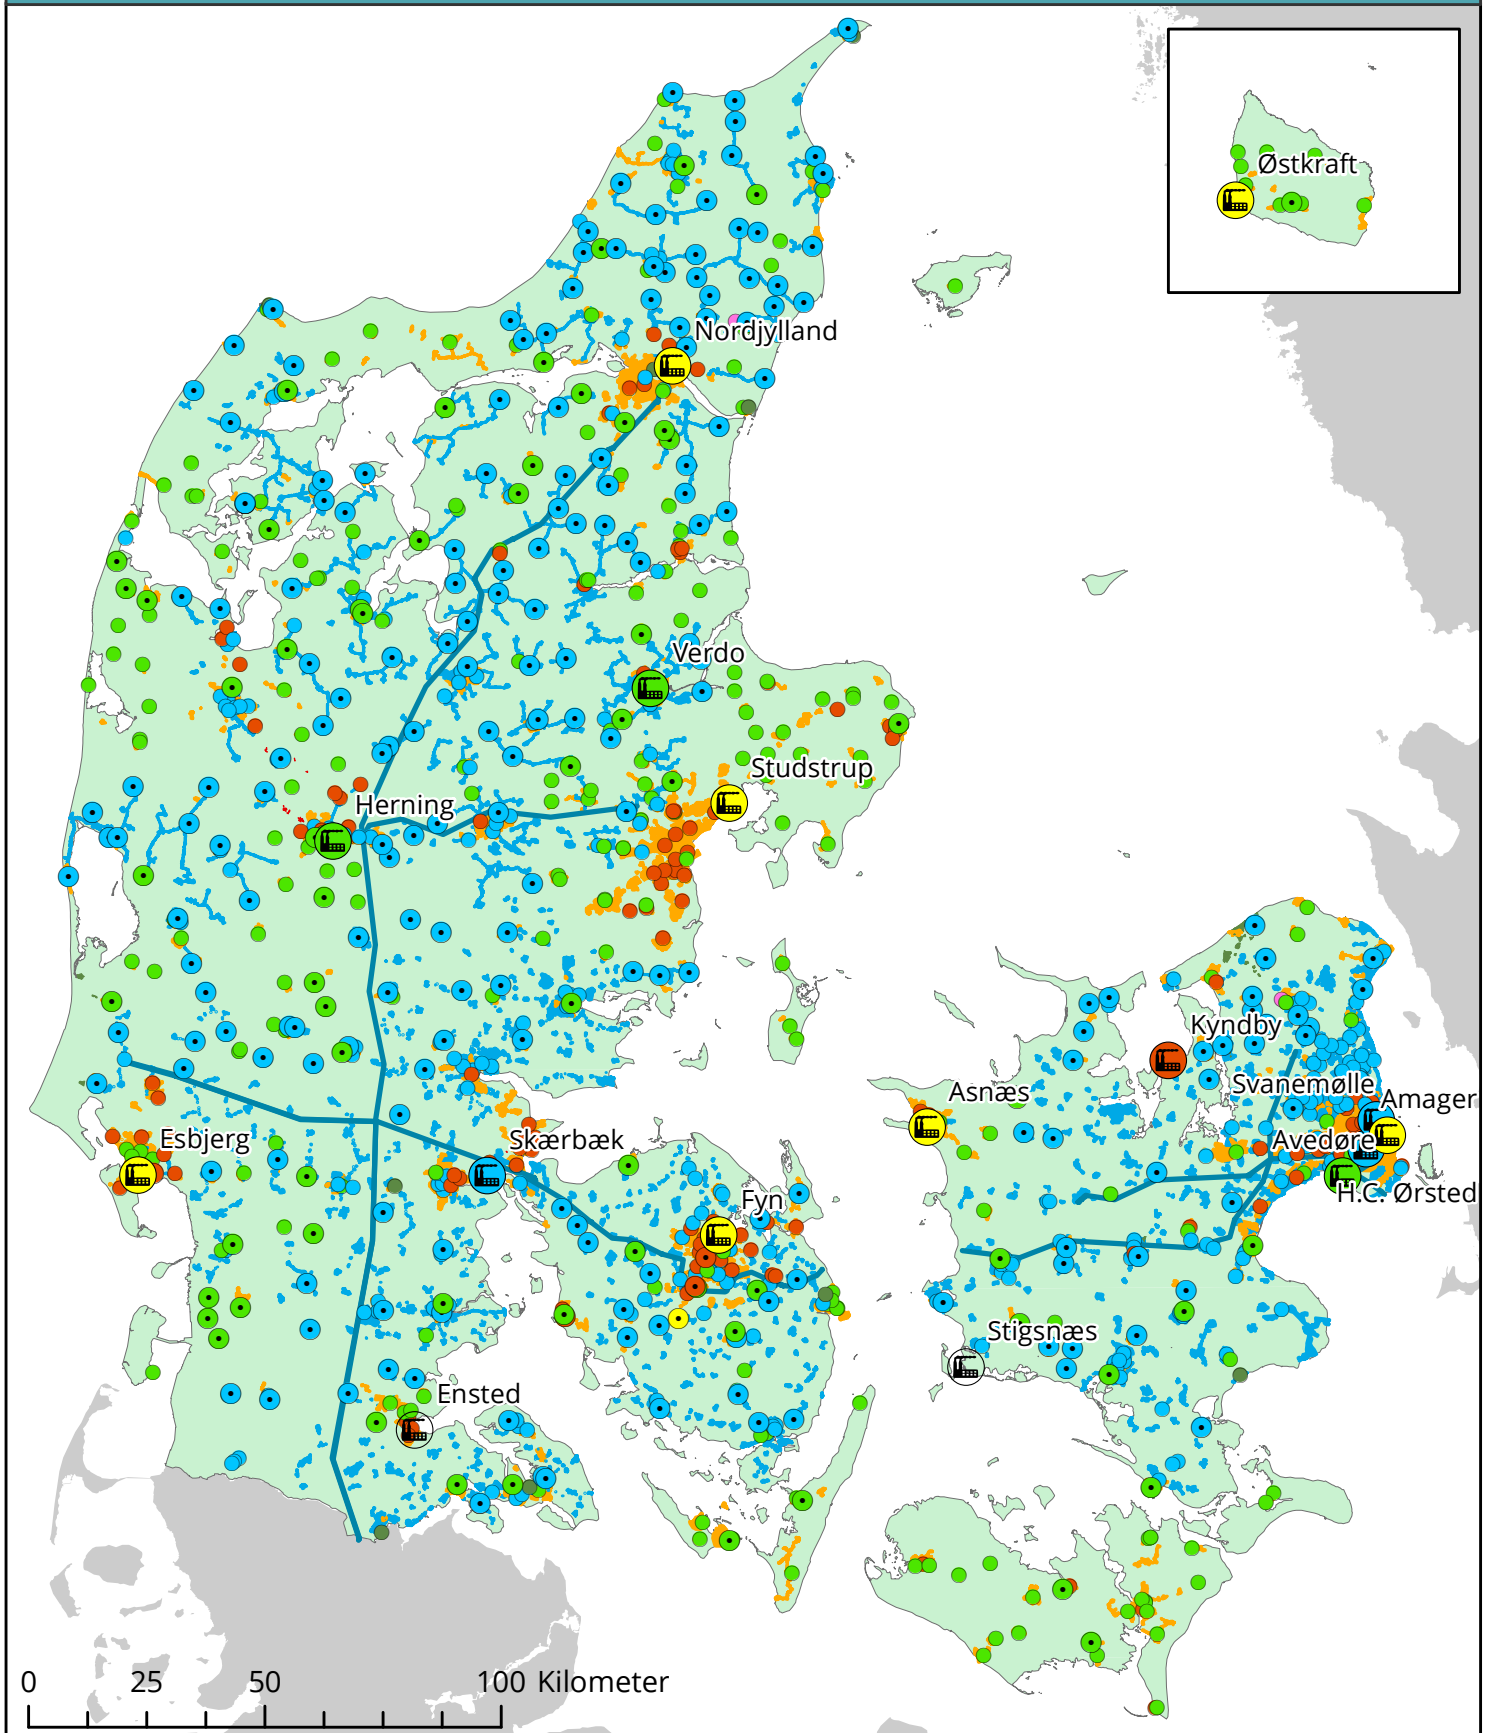 Østkraft
Nordjylland
Verdo
Studstrup
Herning
Kyndby
Asnæs
Svanemølle
Amager
Esbjerg
Skærbæk
Avedøre
Fyn
H.C. Ørsted
Stigsnæs
Ensted
0 25 50 100 Kilometer